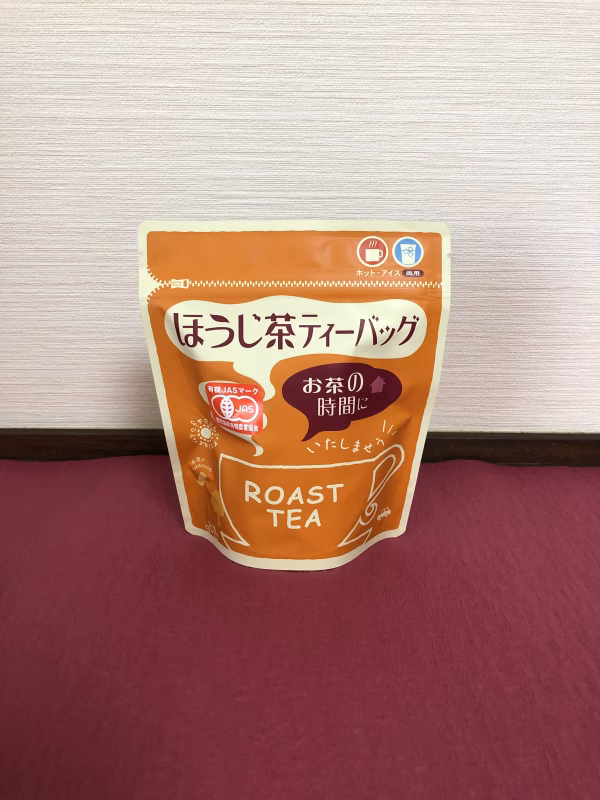 ホット・アイス 両用
ほうじ茶ティーバッグ
有機JASマーク
JAS
お茶の
時間に
いたしませう
ROAST
TEA